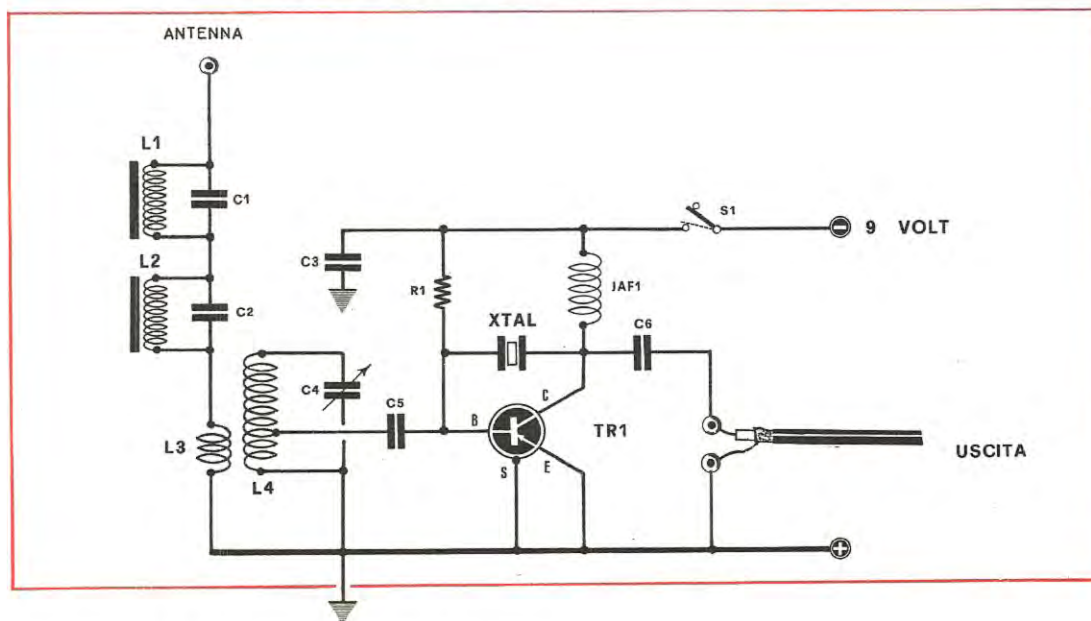 ANTENNA
L1
C1
L2
C2
L3
L4
C3
C4
C5
R1
XTAL
JAF1
C6
S1
9 VOLT
B
C
E
S
TR1
USCITA